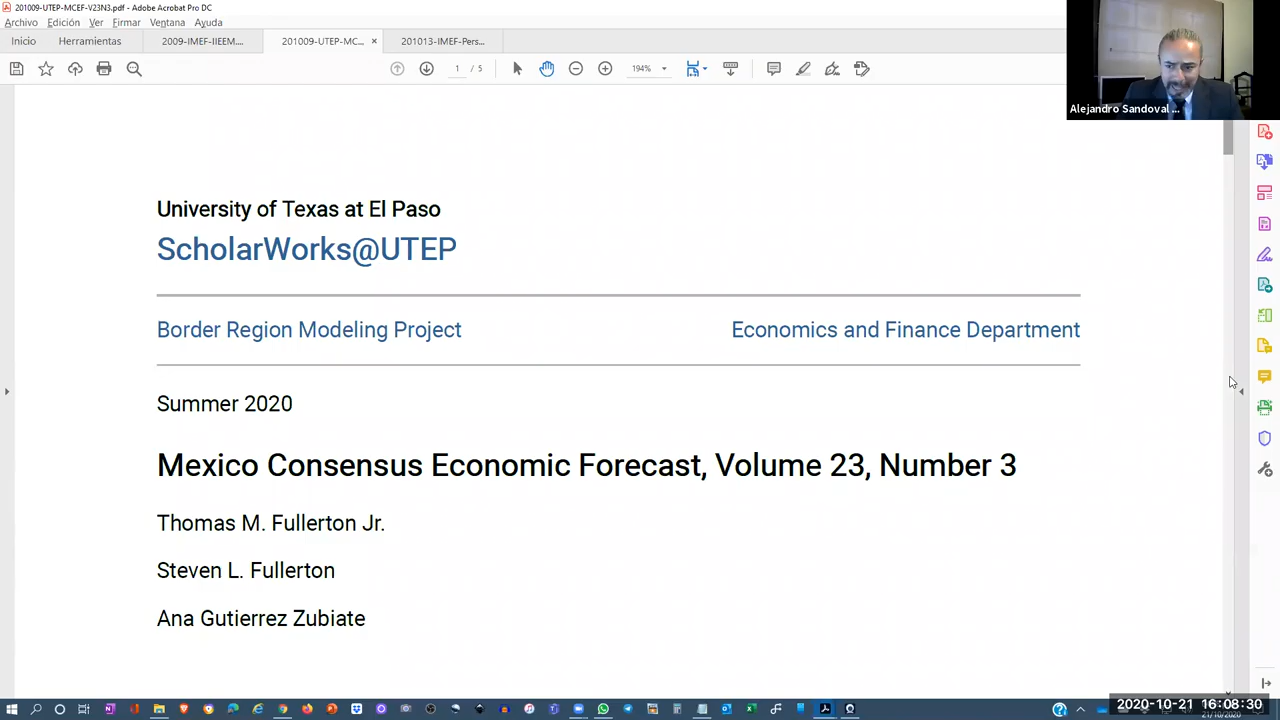 201009-UTEP-MCEF-V23N3.pdf - Adobe Acrobat Pro DC
Archivo Edición Ver Firmar Ventana Ayuda
Inicio Herramientas 2009-IMEF-IIEEM.... 201009-UTEP-MC... × 201013-IMEF-Pers...
1 / 5 194%
Alejandro Sandoval ...
University of Texas at El Paso
ScholarWorks@UTEP
Border Region Modeling Project Economics and Finance Department
Summer 2020
Mexico Consensus Economic Forecast, Volume 23, Number 3
Thomas M. Fullerton Jr.
Steven L. Fullerton
Ana Gutierrez Zubiate
2020-10-21 16:08:30
21/10/2020